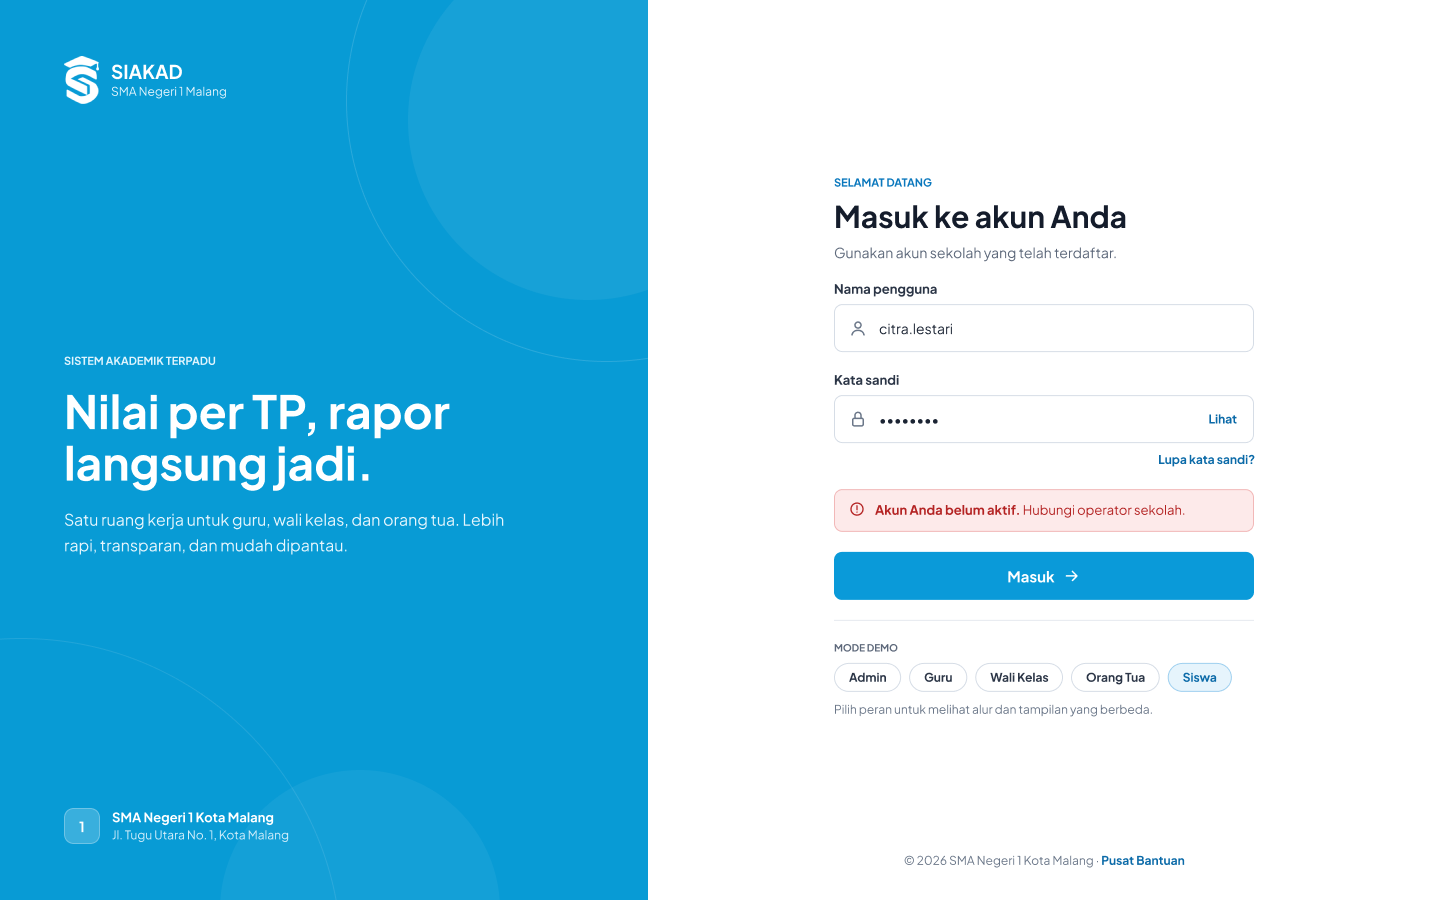 SIAKAD
SMA Negeri 1 Malang
SISTEM AKADEMIK TERPADU
Nilai per TP, rapor
langsung jadi.
Satu ruang kerja untuk guru, wali kelas, dan orang tua. Lebih
rapi, transparan, dan mudah dipantau.
1
SMA Negeri 1 Kota Malang
Jl. Tugu Utara No. 1, Kota Malang
SELAMAT DATANG
Masuk ke akun Anda
Gunakan akun sekolah yang telah terdaftar.
Nama pengguna
citra.lestari
Kata sandi
••••••••
Lihat
Lupa kata sandi?
Akun Anda belum aktif. Hubungi operator sekolah.
Masuk →
MODE DEMO
Admin Guru Wali Kelas Orang Tua Siswa
Pilih peran untuk melihat alur dan tampilan yang berbeda.
© 2026 SMA Negeri 1 Kota Malang · Pusat Bantuan